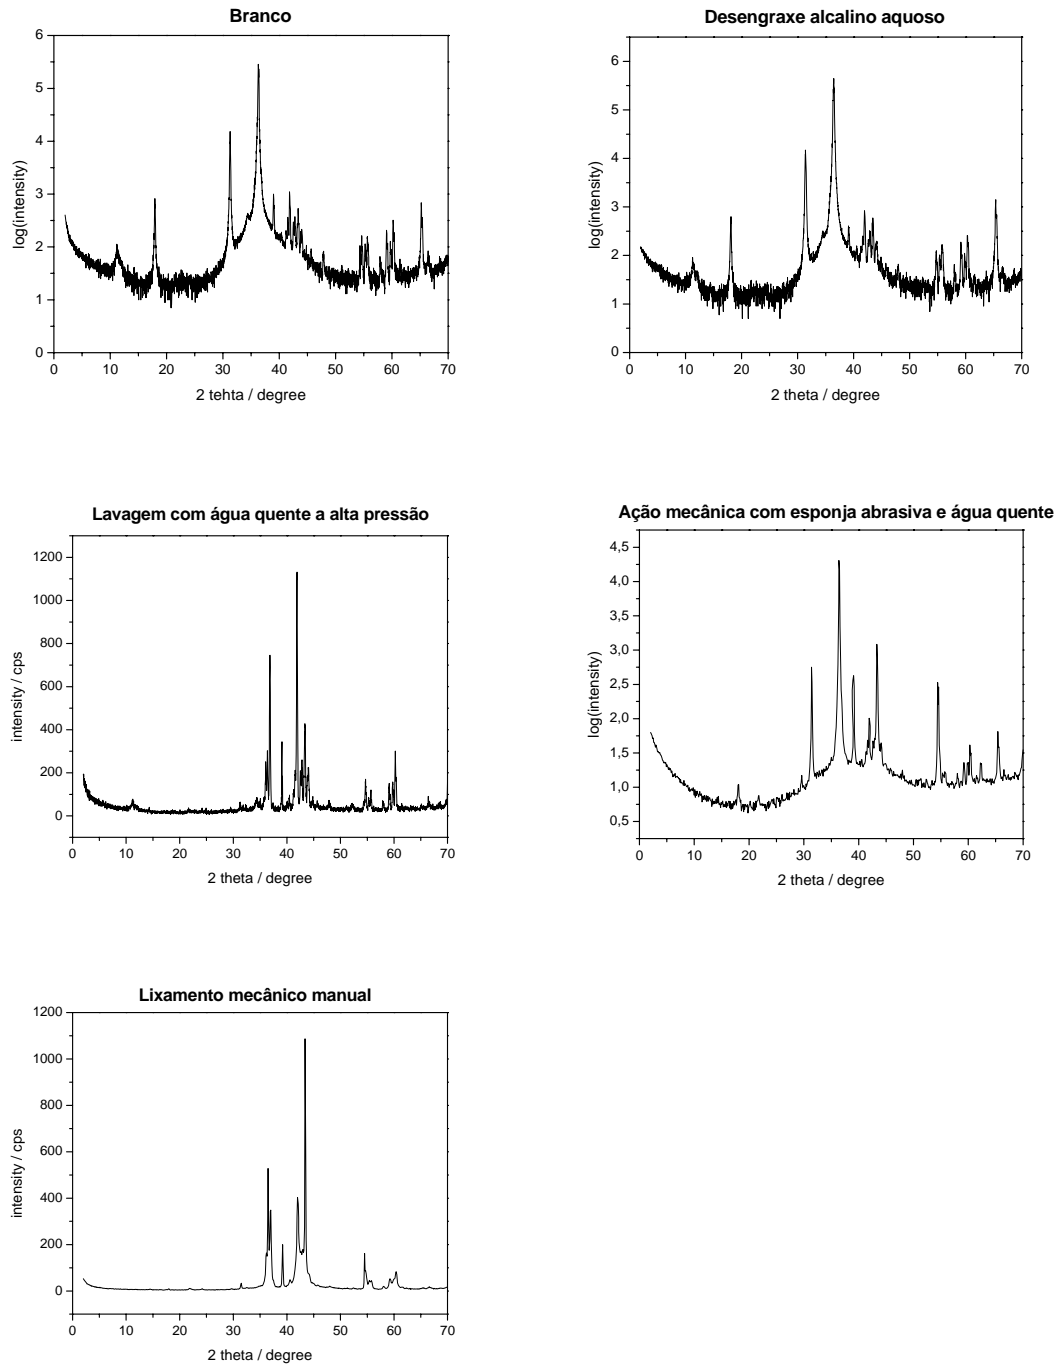 Branco
6
5
4
3
2
1
0
log(intensity)
0 10 20 30 40 50 60 70
2 tehta / degree
Desengraxe alcalino aquoso
6
5
4
3
2
1
0
log(intensity)
0 10 20 30 40 50 60 70
2 theta / degree
Lavagem com água quente a alta pressão
1200
1000
800
600
400
200
0
intensity / cps
0 10 20 30 40 50 60 70
2 theta / degree
Ação mecânica com esponja abrasiva e água quente
4,5
4,0
3,5
3,0
2,5
2,0
1,5
1,0
0,5
log(intensity)
0 10 20 30 40 50 60 70
2 theta / degree
Lixamento mecânico manual
1200
1000
800
600
400
200
0
intensity / cps
0 10 20 30 40 50 60 70
2 theta / degree